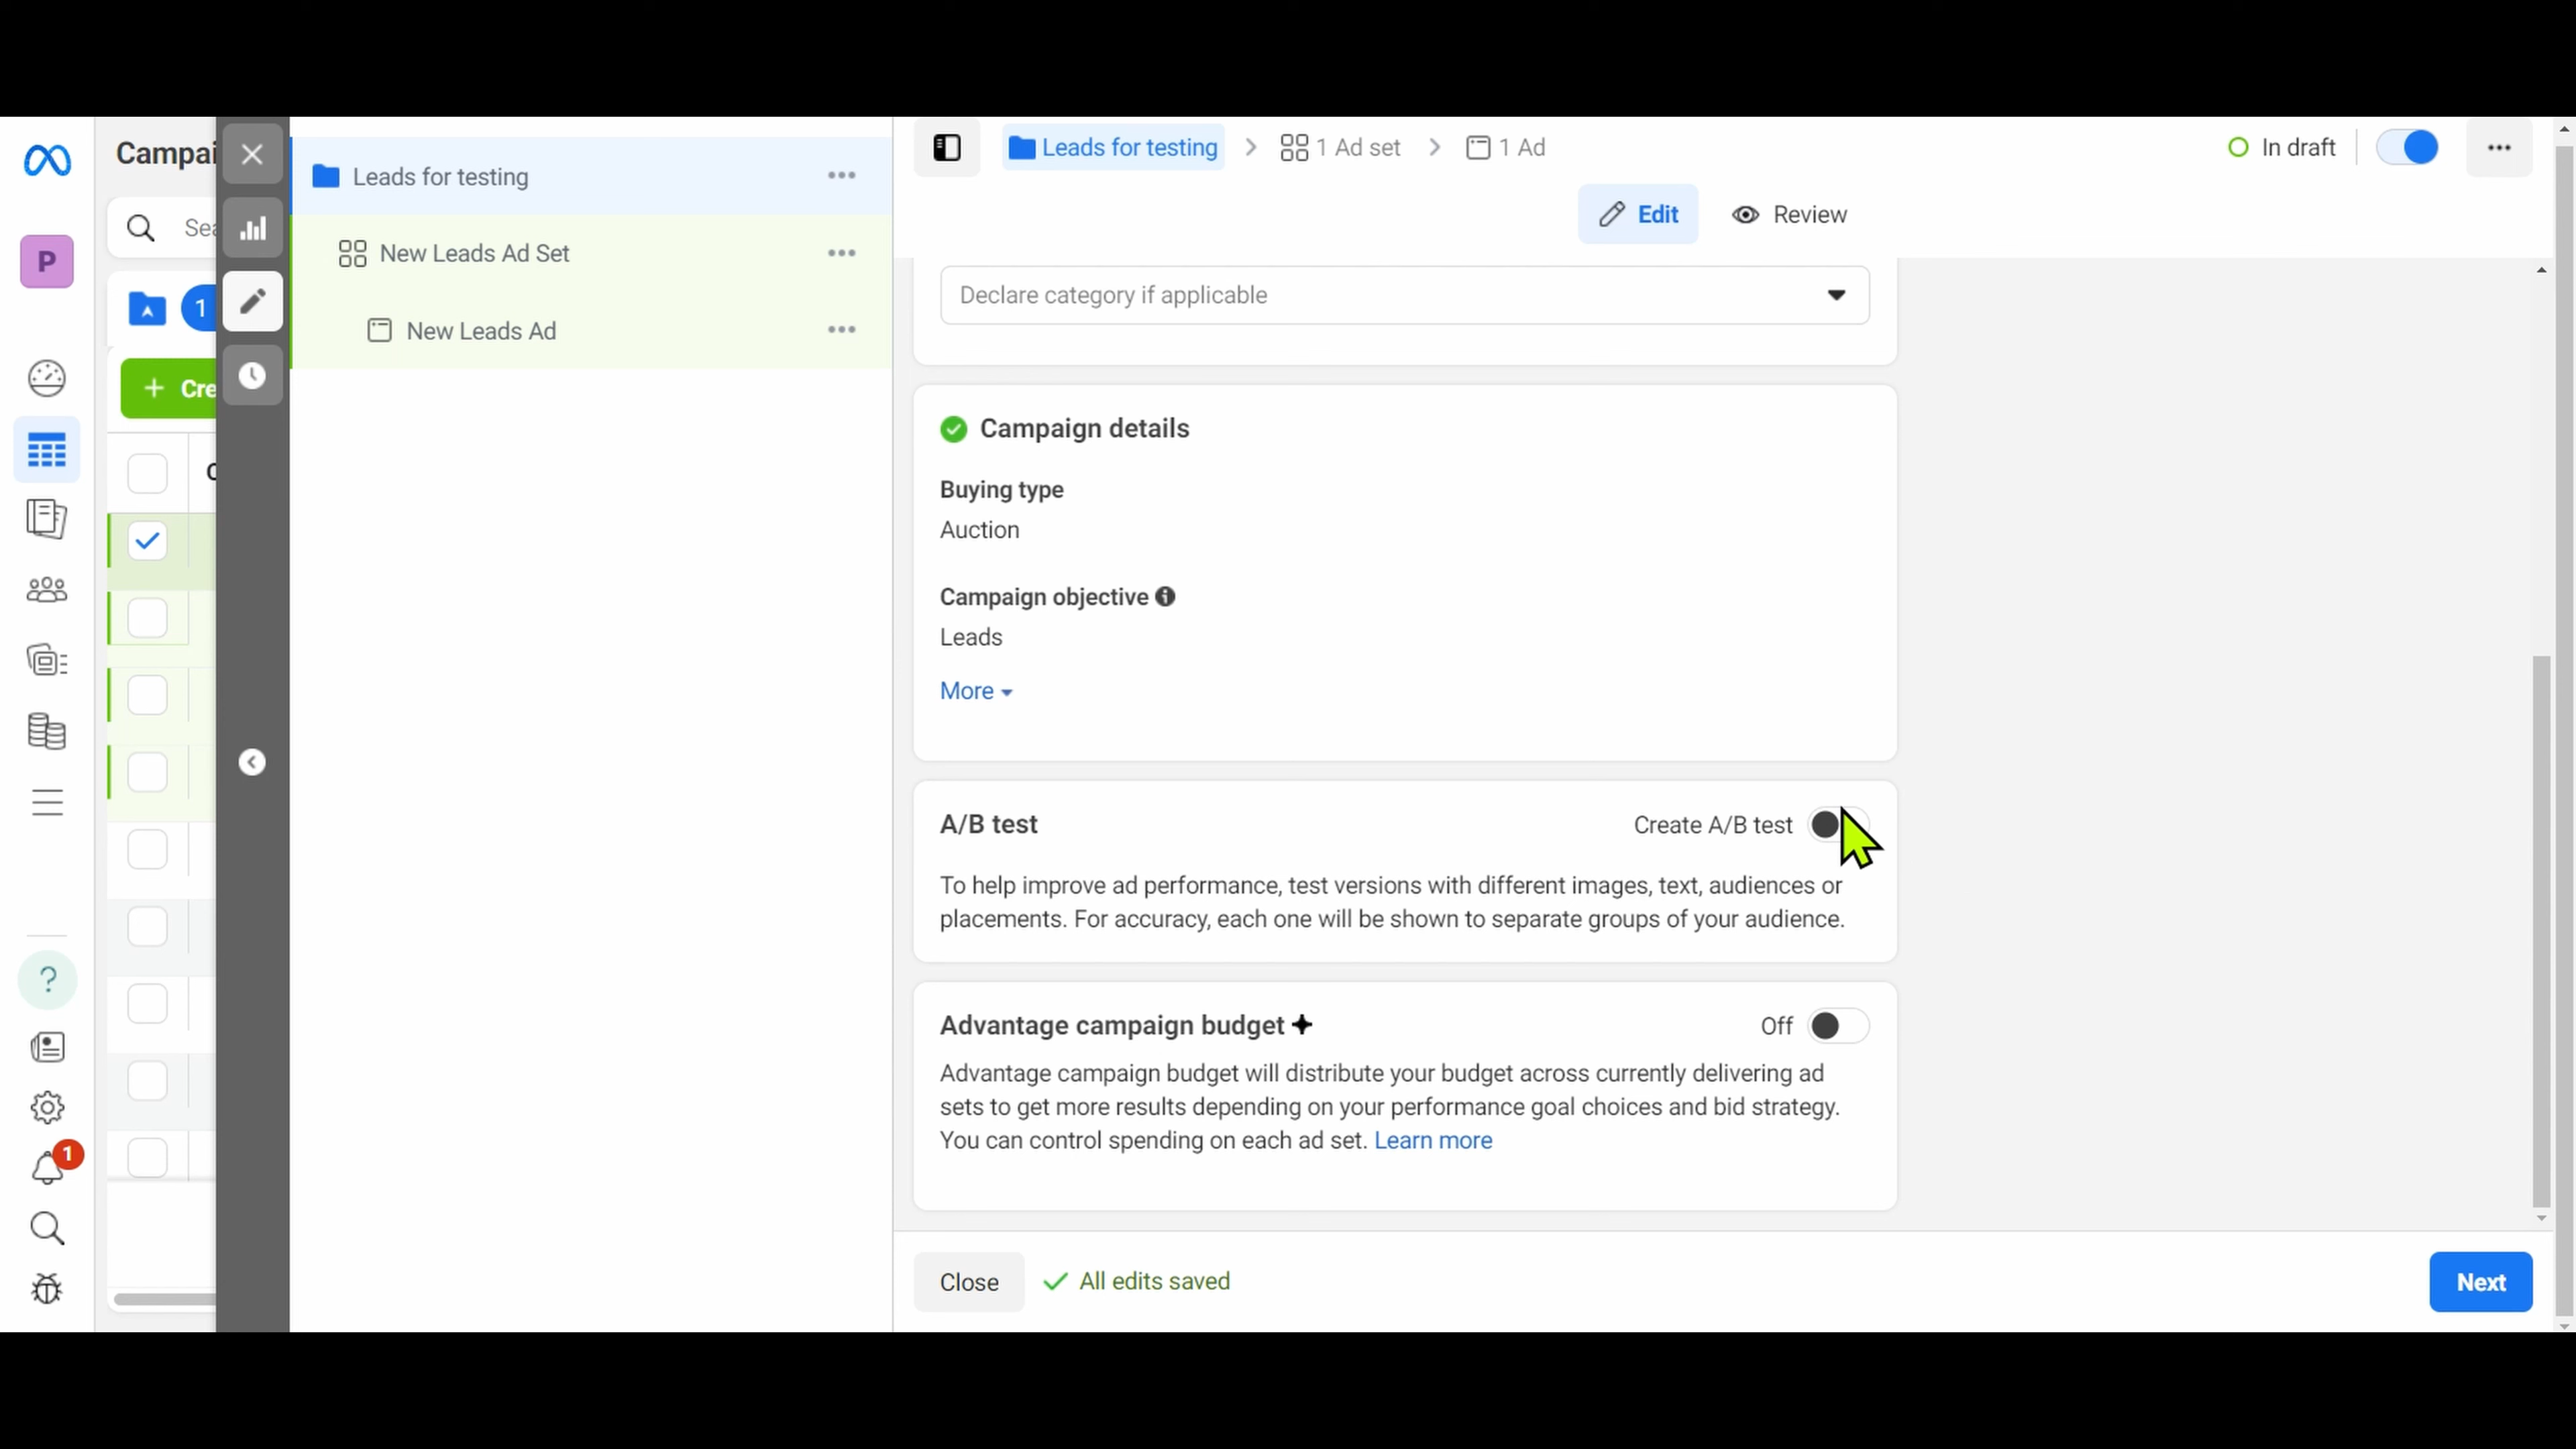 Campai
P
Sea
1
+ Cre
C
?
1
Leads for testing
New Leads Ad Set
New Leads Ad
Leads for testing > 1 Ad set > 1 Ad
In draft
Edit
Review
Declare category if applicable
Campaign details
Buying type
Auction
Campaign objective
Leads
More
A/B test
Create A/B test
To help improve ad performance, test versions with different images, text, audiences or
placements. For accuracy, each one will be shown to separate groups of your audience.
Advantage campaign budget
Off
Advantage campaign budget will distribute your budget across currently delivering ad
sets to get more results depending on your performance goal choices and bid strategy.
You can control spending on each ad set. Learn more
Close
All edits saved
Next